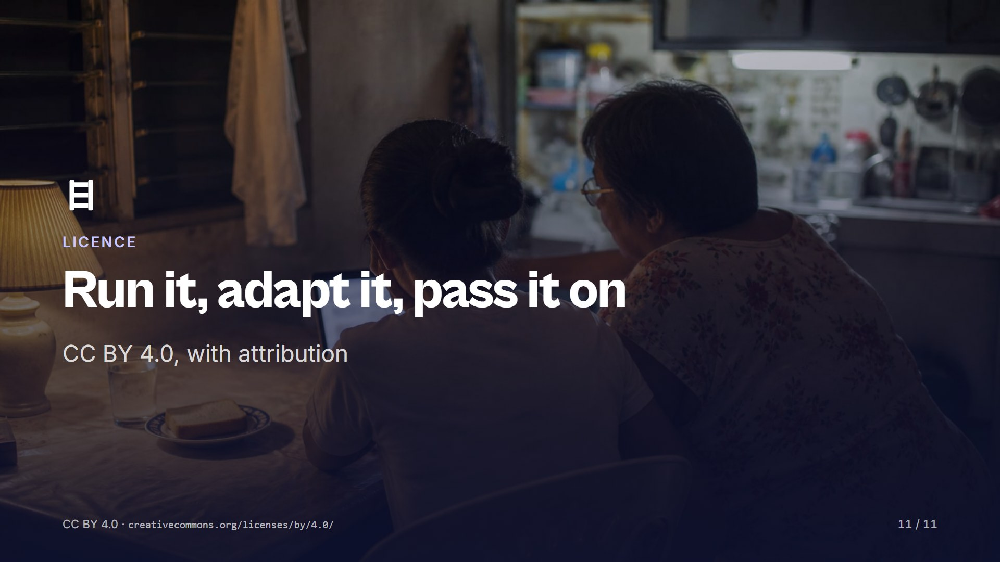 LICENCE
Run it, adapt it, pass it on
CC BY 4.0, with attribution
CC BY 4.0 · creativecommons.org/licenses/by/4.0/
11 / 11